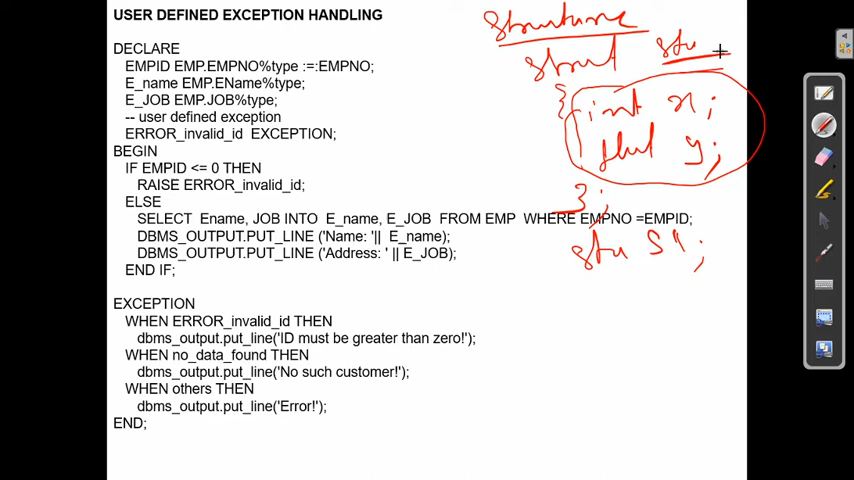 USER DEFINED EXCEPTION HANDLING
DECLARE
EMPID EMP.EMPNO%type :=:EMPNO;
E_name EMP.EName%type;
E_JOB EMP.JOB%type;
-- user defined exception
ERROR_invalid_id EXCEPTION;
BEGIN
IF EMPID <= 0 THEN
RAISE ERROR_invalid_id;
ELSE
SELECT Ename, JOB INTO E_name, E_JOB FROM EMP WHERE EMPNO =EMPID;
DBMS_OUTPUT.PUT_LINE ('Name: '|| E_name);
DBMS_OUTPUT.PUT_LINE ('Address: ' || E_JOB);
END IF;
EXCEPTION
WHEN ERROR_invalid_id THEN
dbms_output.put_line('ID must be greater than zero!');
WHEN no_data_found THEN
dbms_output.put_line('No such customer!');
WHEN others THEN
dbms_output.put_line('Error!');
END;
struct stu
{ int x;
y;
};
stu S1;